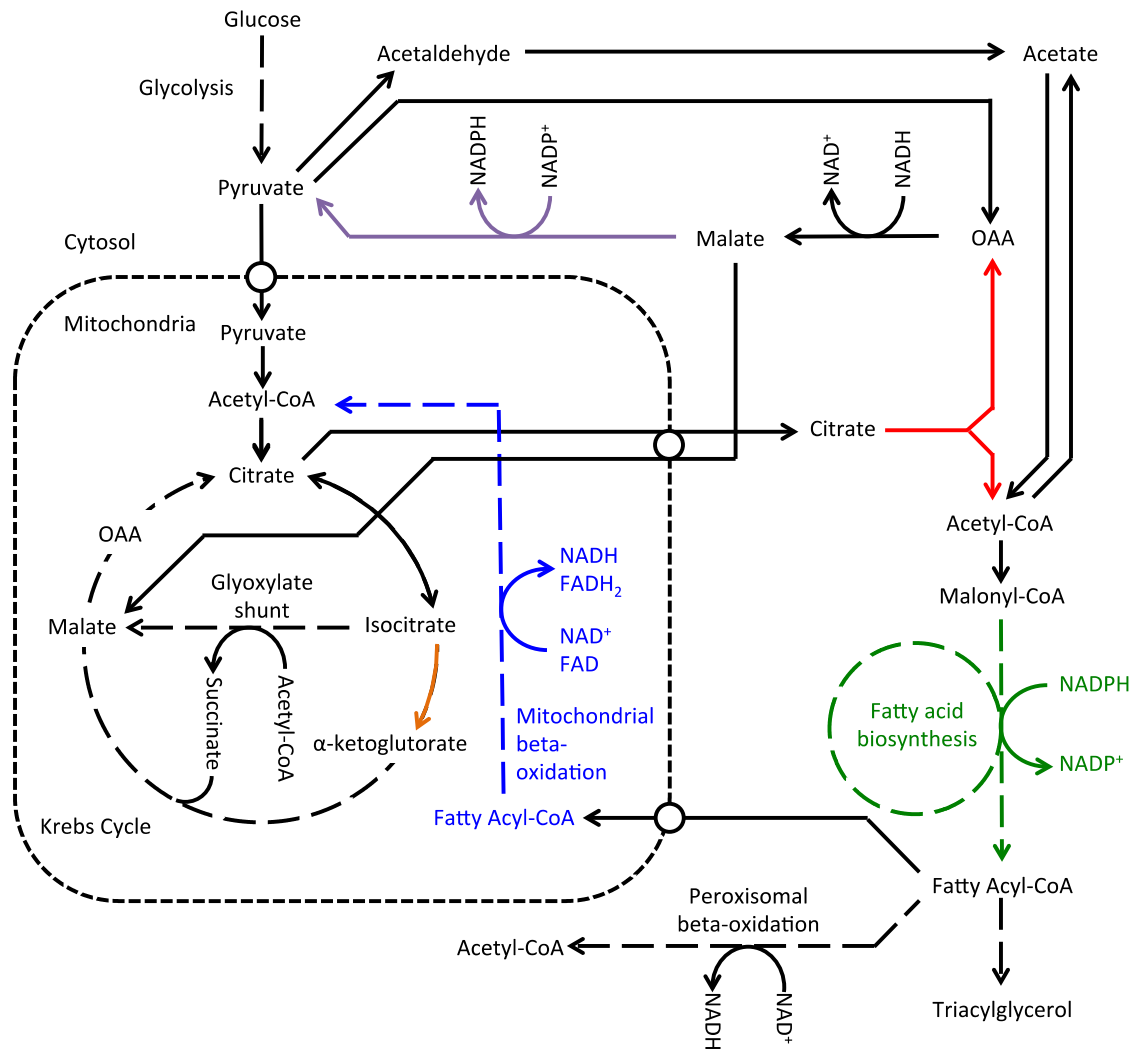 Glucose
Acetaldehyde
Acetate
Glycolysis
NADPH
NADP⁺
NAD⁺
NADH
Pyruvate
Cytosol
Malate
OAA
Mitochondria
Pyruvate
Acetyl-CoA
Citrate
Citrate
OAA
Acetyl-CoA
NADH
FADH₂
Glyoxylate
shunt
Malate
Isocitrate
NAD⁺
FAD
Malonyl-CoA
Succinate
Acetyl-CoA
α-ketoglutorate
Mitochondrial
beta-
oxidation
Fatty acid
biosynthesis
NADPH
NADP⁺
Krebs Cycle
Fatty Acyl-CoA
Fatty Acyl-CoA
Peroxisomal
beta-oxidation
Acetyl-CoA
NADH
NAD⁺
Triacylglycerol